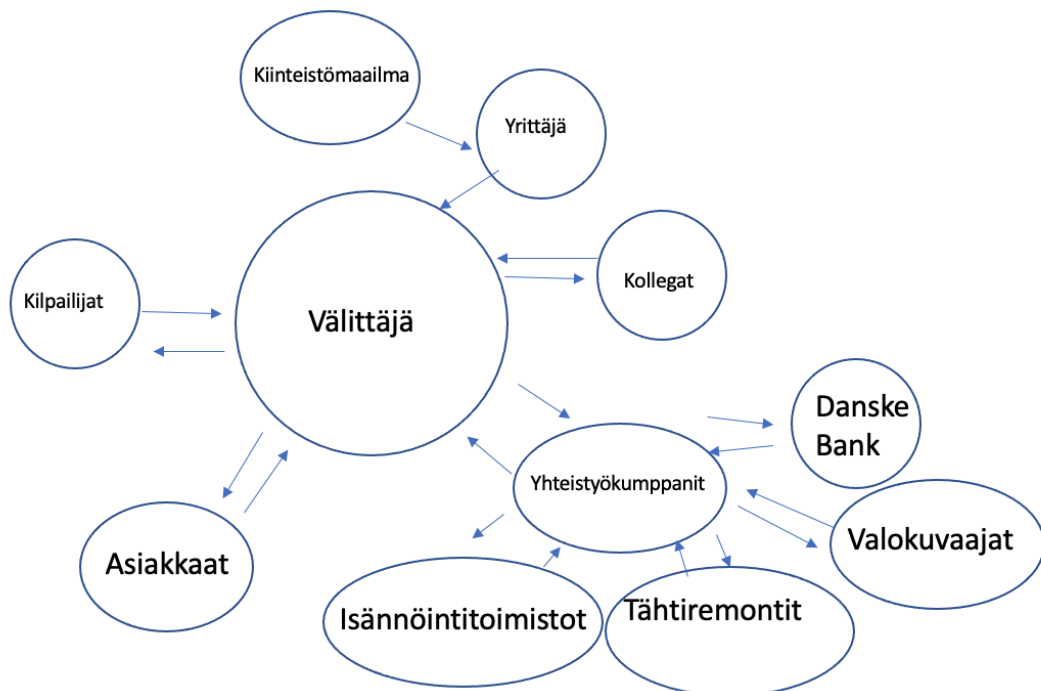 Kiinteistömaailma
Yrittäjä
Kollegat
Kilpailijat
Välittäjä
Danske
Bank
Yhteistyökumppanit
Valokuvaajat
Asiakkaat
Isännöintitoimistot
Tähtiremontit